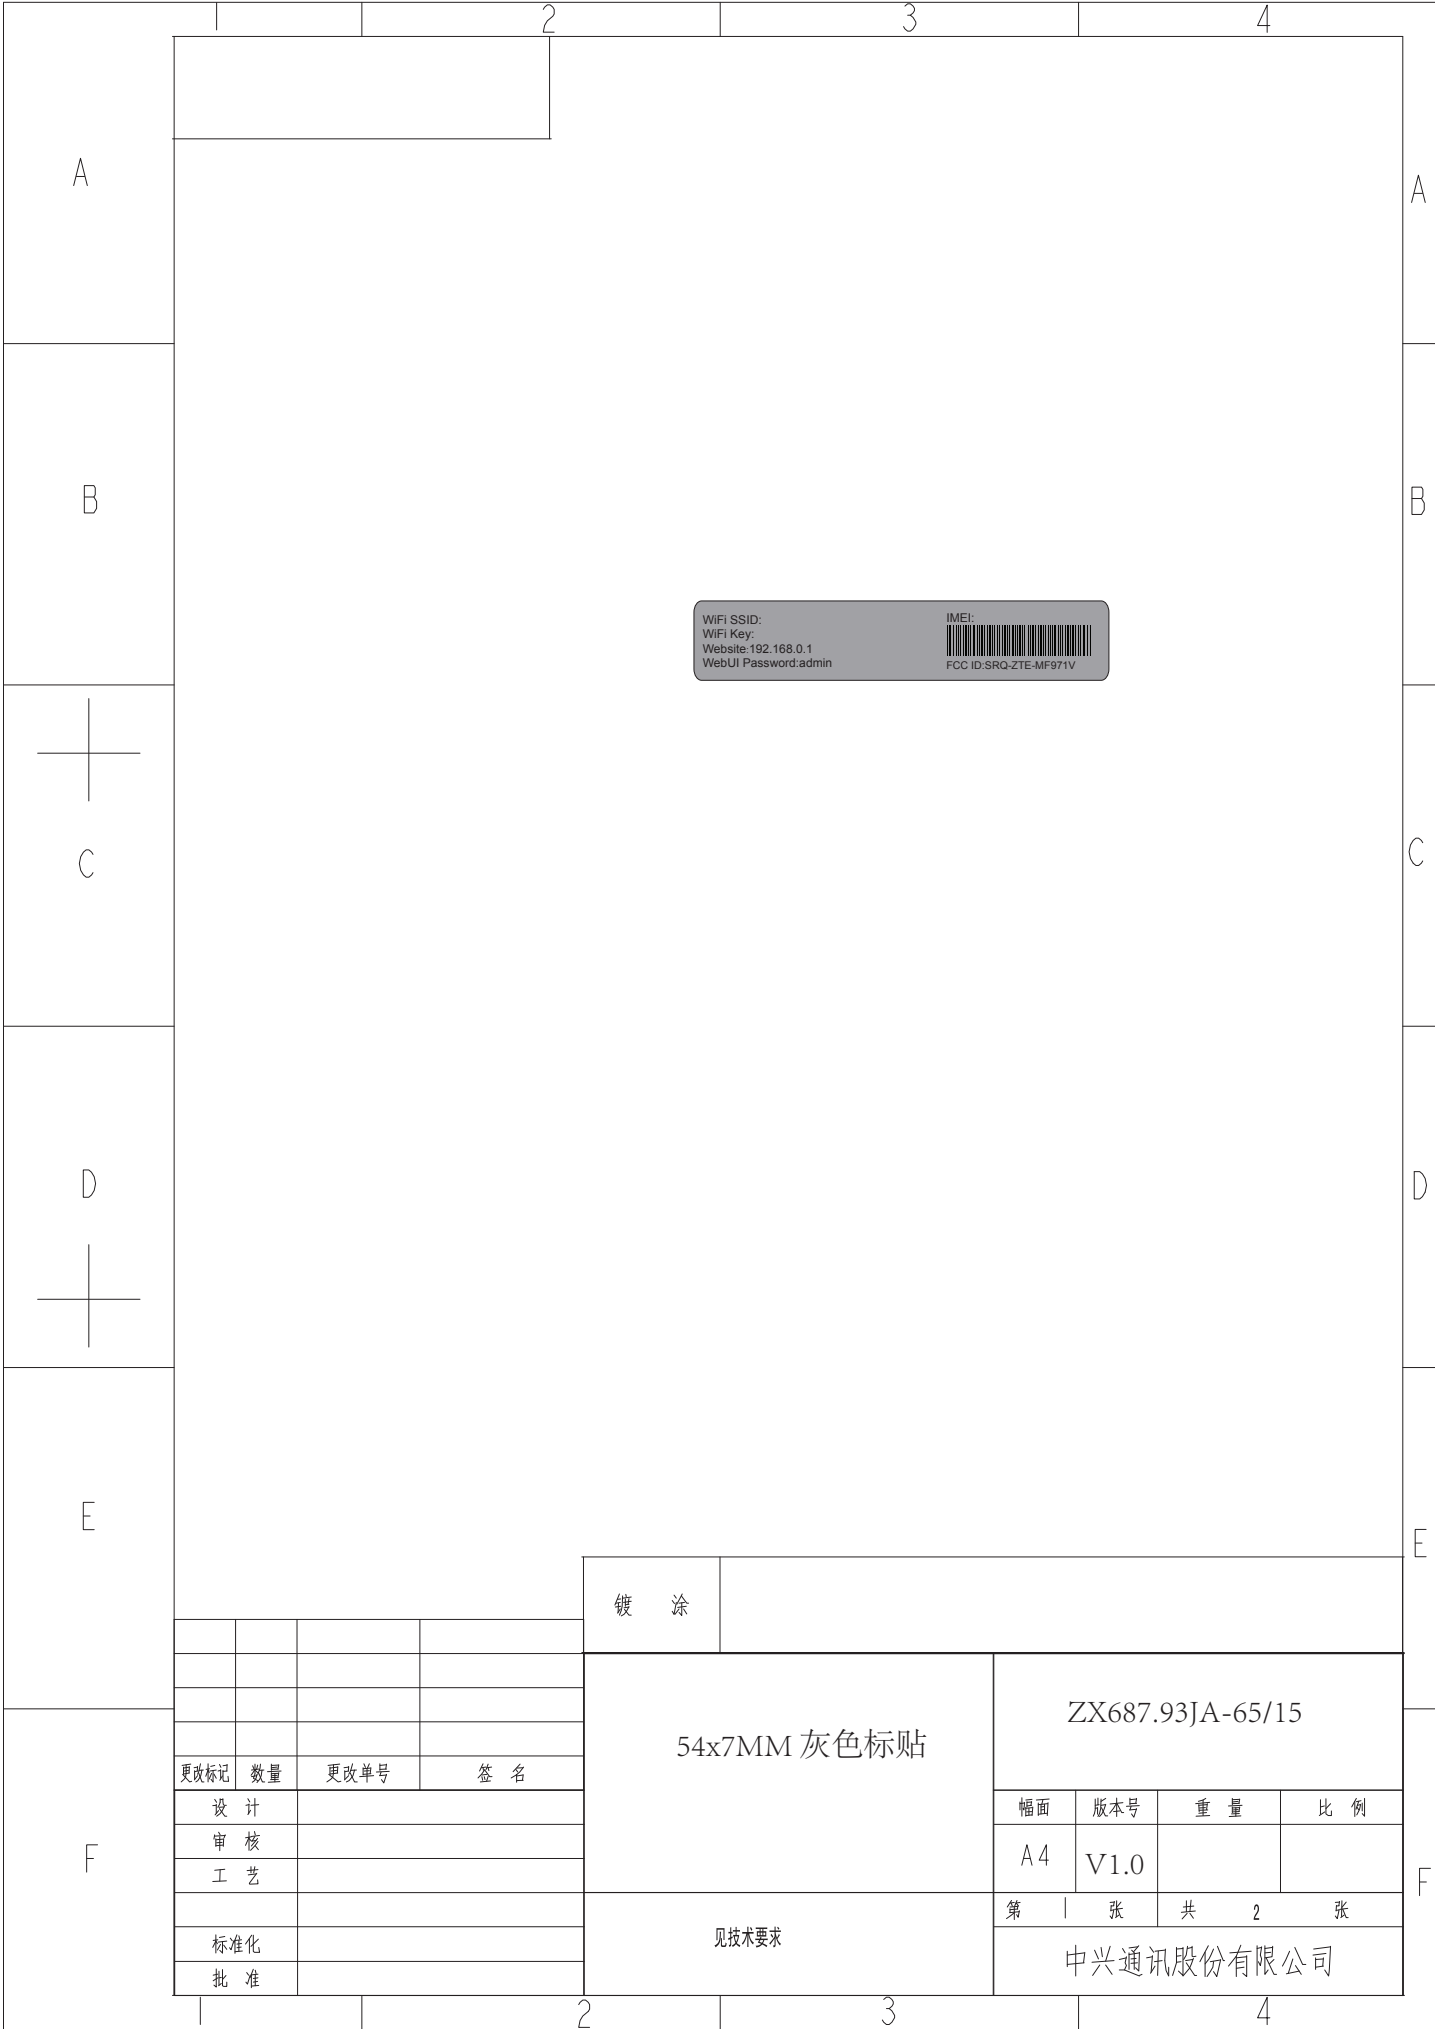 2 3 4
A A
B B
WiFi SSID:
WiFi Key:
Website:192.168.0.1
WebUI Password:admin
IMEI:
FCC ID:SRQ-ZTE-MF971V
C C
D D
E E
镀 涂
54x7MM 灰色标贴
ZX687.93JA-65/15
更改标记 数量 更改单号 签 名
设 计
审 核
工 艺
标准化
批 准
幅面 版本号 重 量 比 例
A4 V1.0
第 1 张 共 2 张
见技术要求
中兴通讯股份有限公司
F F
2 3 4